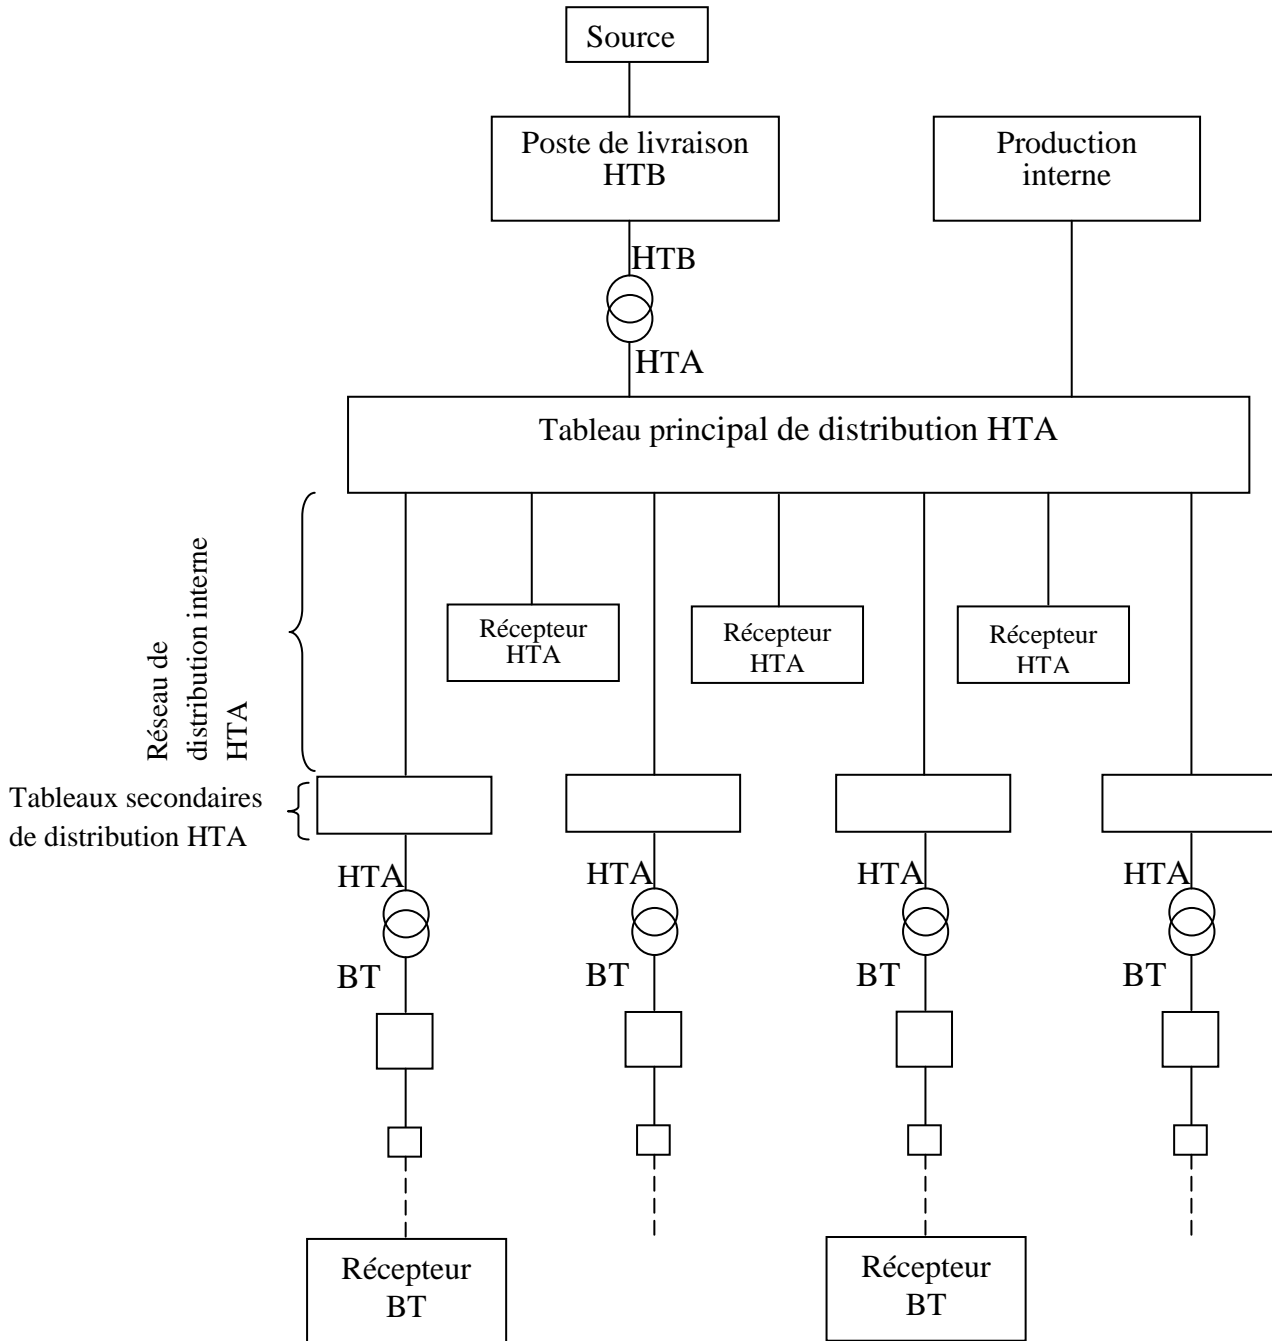 Source
Poste de livraison
HTB
Production
interne
HTB
HTA
Tableau principal de distribution HTA
Réseau de
distribution interne
HTA
Récepteur
HTA
Récepteur
HTA
Récepteur
HTA
Tableaux secondaires
de distribution HTA
HTA
HTA
HTA
HTA
BT
BT
BT
BT
Récepteur
BT
Récepteur
BT